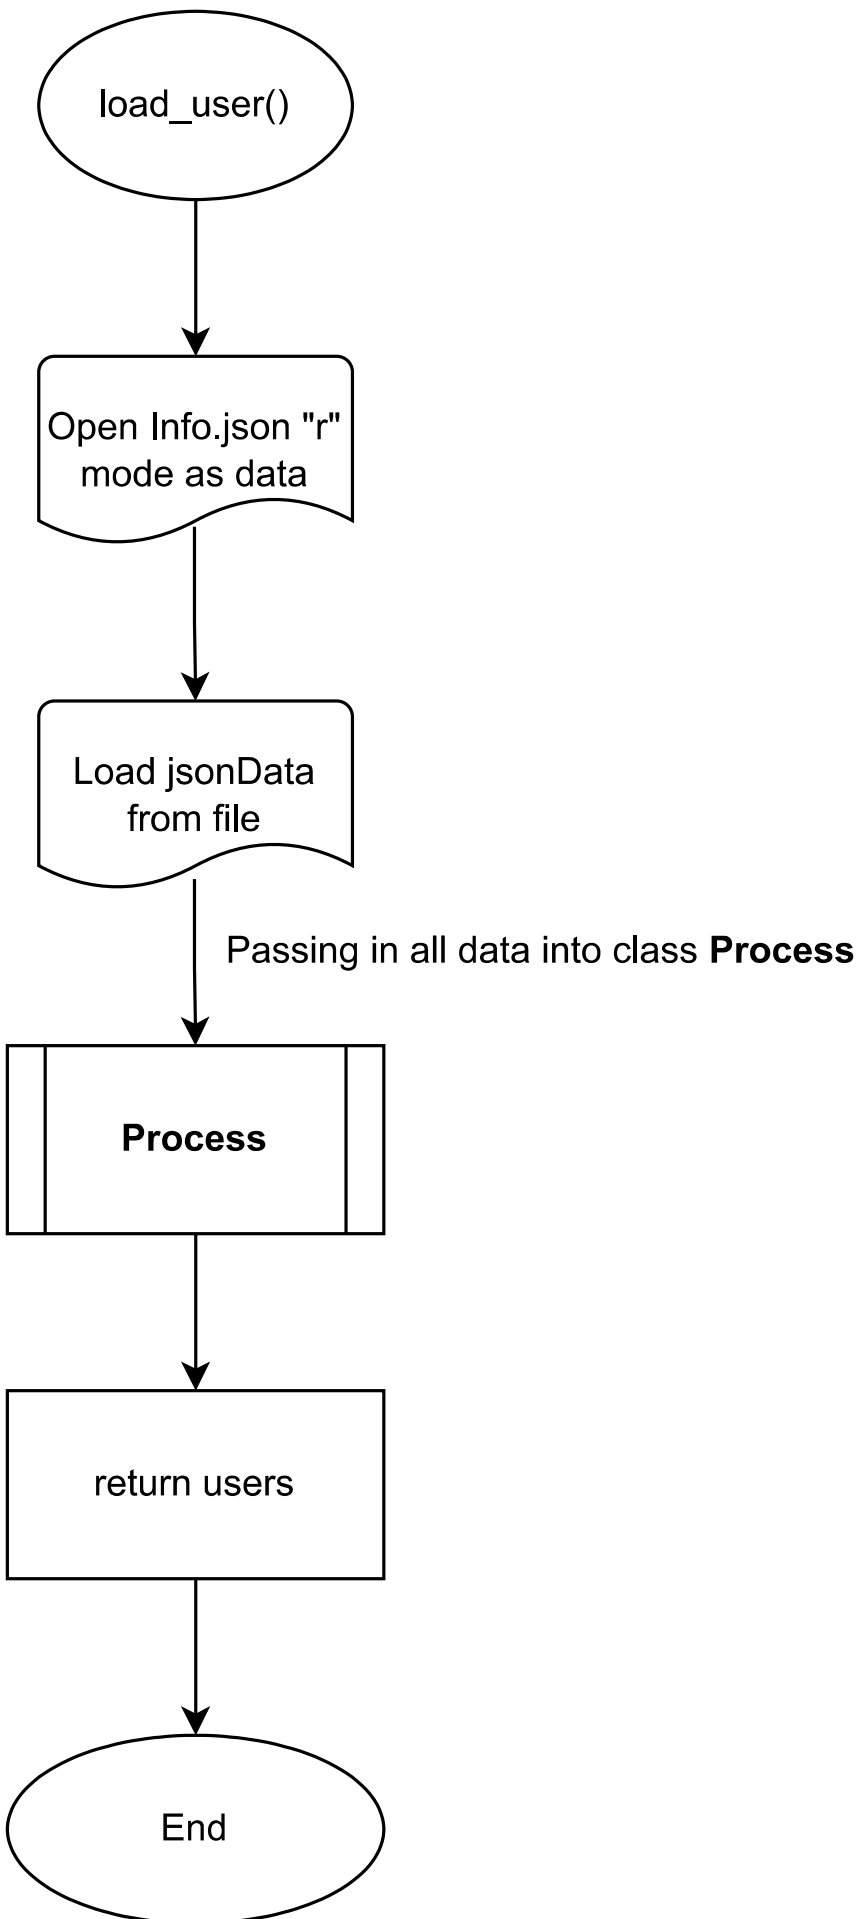 load_user()
Open Info.json "r"
mode as data
Load jsonData
from file
Passing in all data into class Process
Process
return users
End